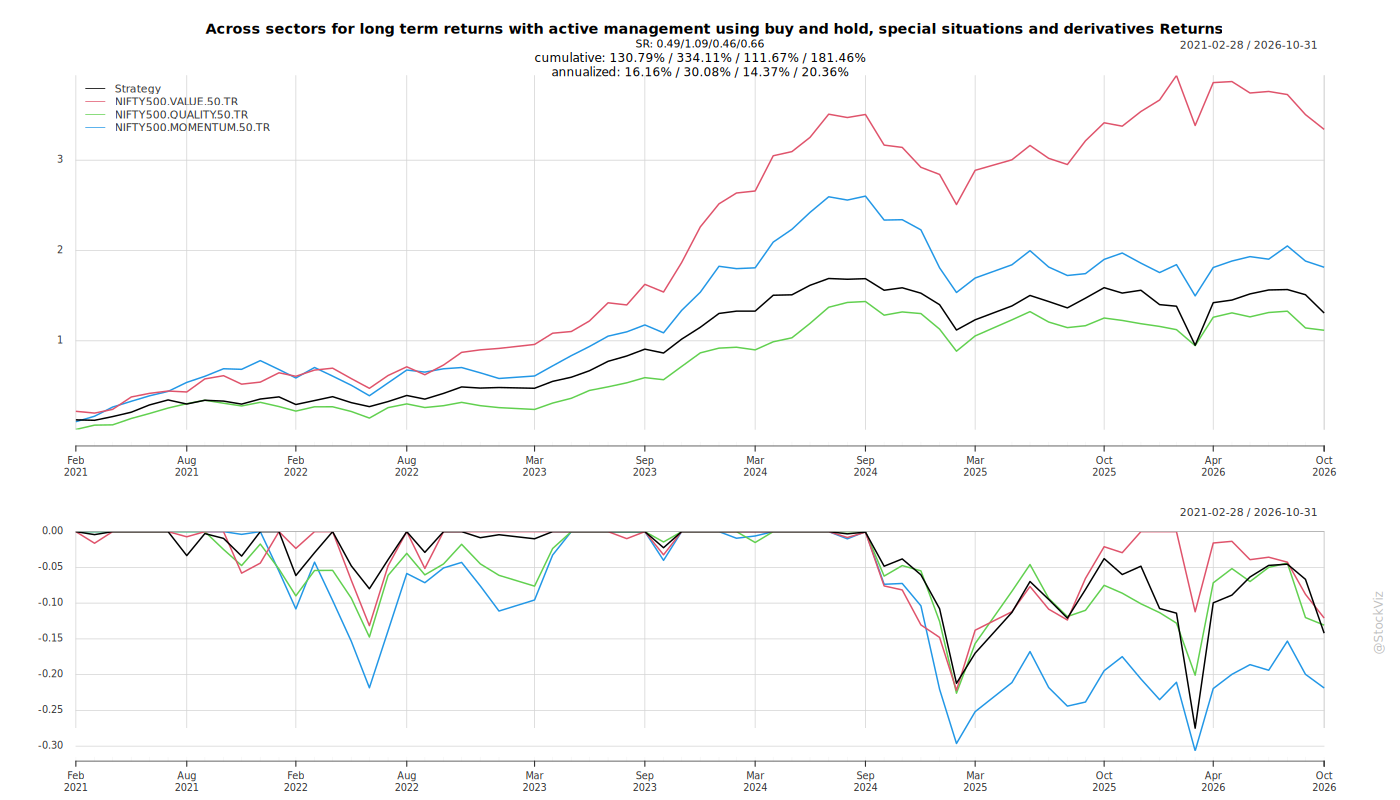 Across sectors for long term returns with active management using buy and hold, special situations and derivatives Returns
SR: 0.49/1.09/0.46/0.66
2021-02-28 / 2026-10-31
cumulative: 130.79% / 334.11% / 111.67% / 181.46%
annualized: 16.16% / 30.08% / 14.37% / 20.36%
Strategy
NIFTY500.VALUE.50.TR
NIFTY500.QUALITY.50.TR
NIFTY500.MOMENTUM.50.TR
3
2
1
Feb Aug Feb Aug Mar Sep Mar Sep Mar Oct Apr Oct
2021 2021 2022 2022 2023 2023 2024 2024 2025 2025 2026 2026
2021-02-28 / 2026-10-31
0.00
-0.05
-0.10
-0.15
-0.20
-0.25
-0.30
Feb Aug Feb Aug Mar Sep Mar Sep Mar Oct Apr Oct
2021 2021 2022 2022 2023 2023 2024 2024 2025 2025 2026 2026
@StockViz